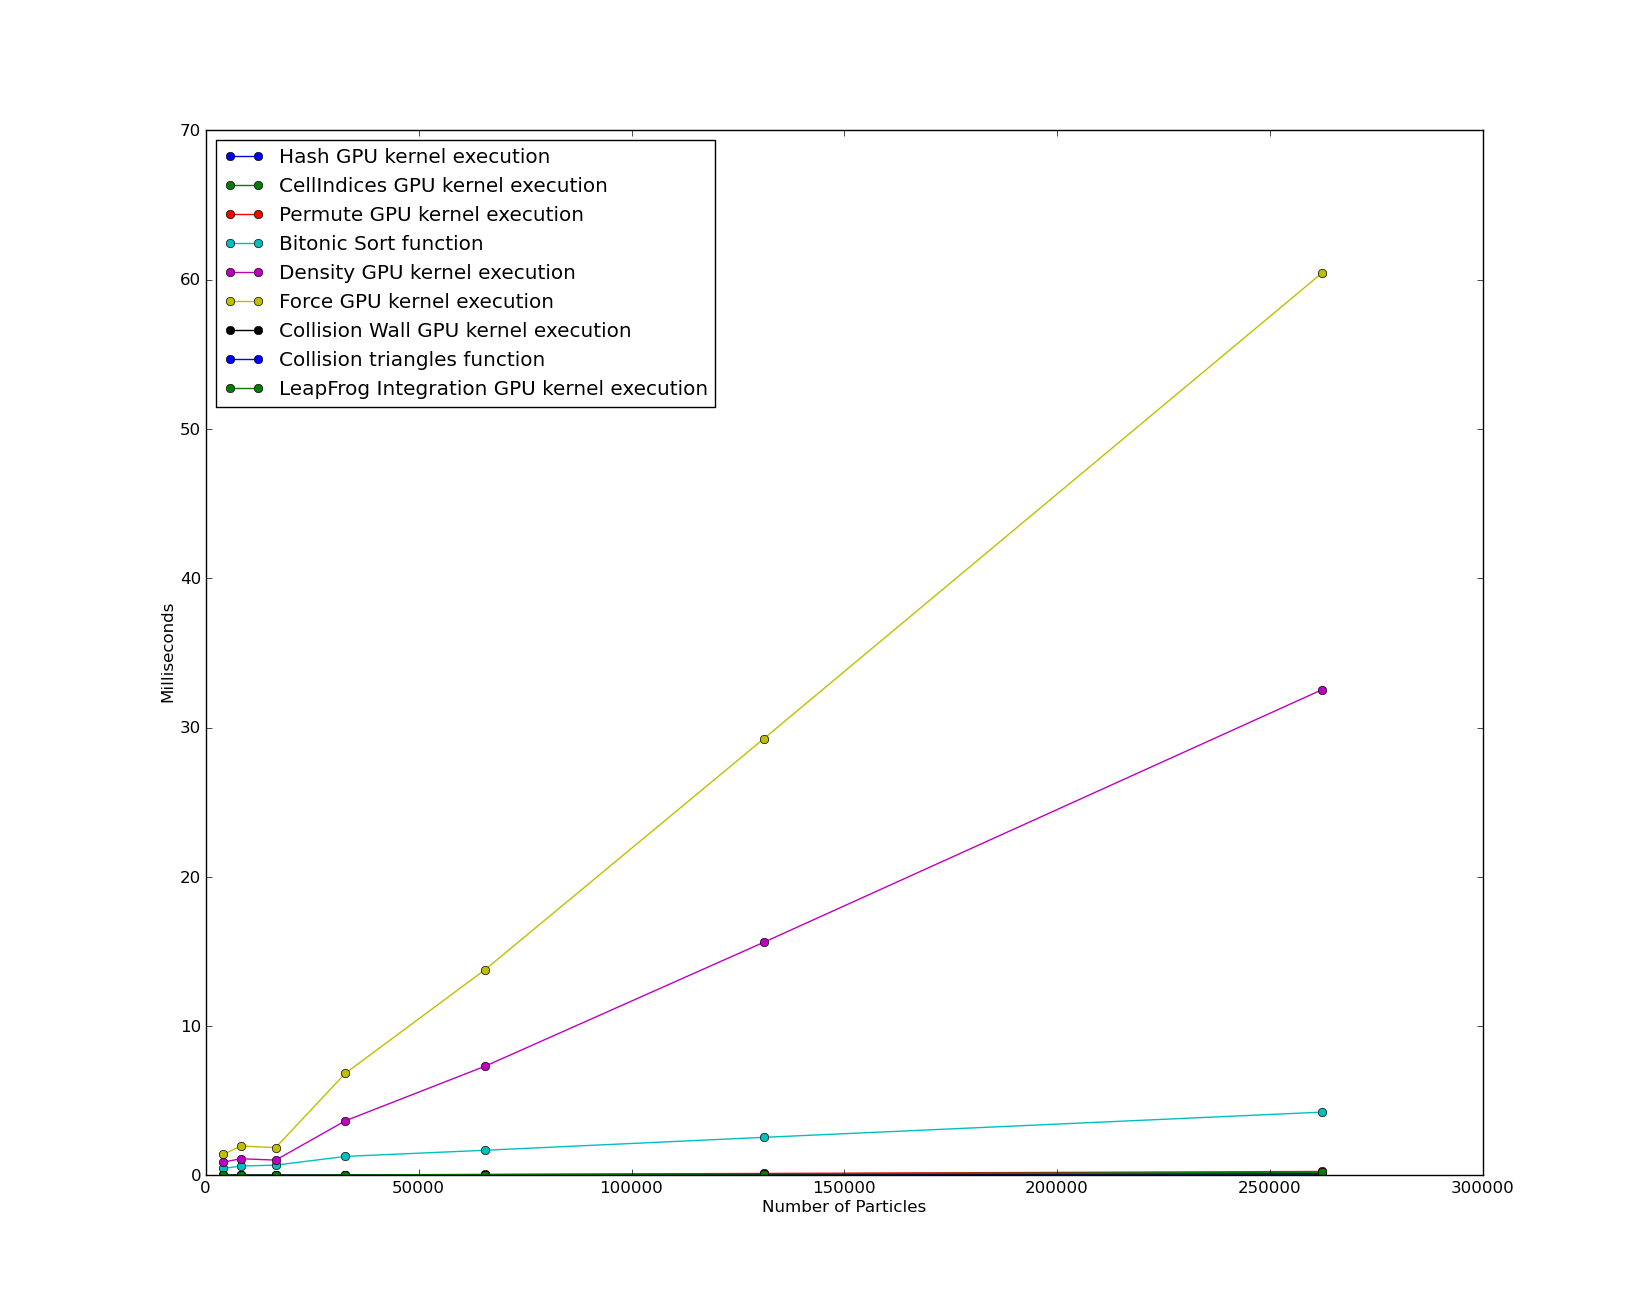 70
60
50
40
30
20
10
0
Milliseconds
Hash GPU kernel execution
CellIndices GPU kernel execution
Permute GPU kernel execution
Bitonic Sort function
Density GPU kernel execution
Force GPU kernel execution
Collision Wall GPU kernel execution
Collision triangles function
LeapFrog Integration GPU kernel execution
0 50000 100000 150000 200000 250000 300000
Number of Particles